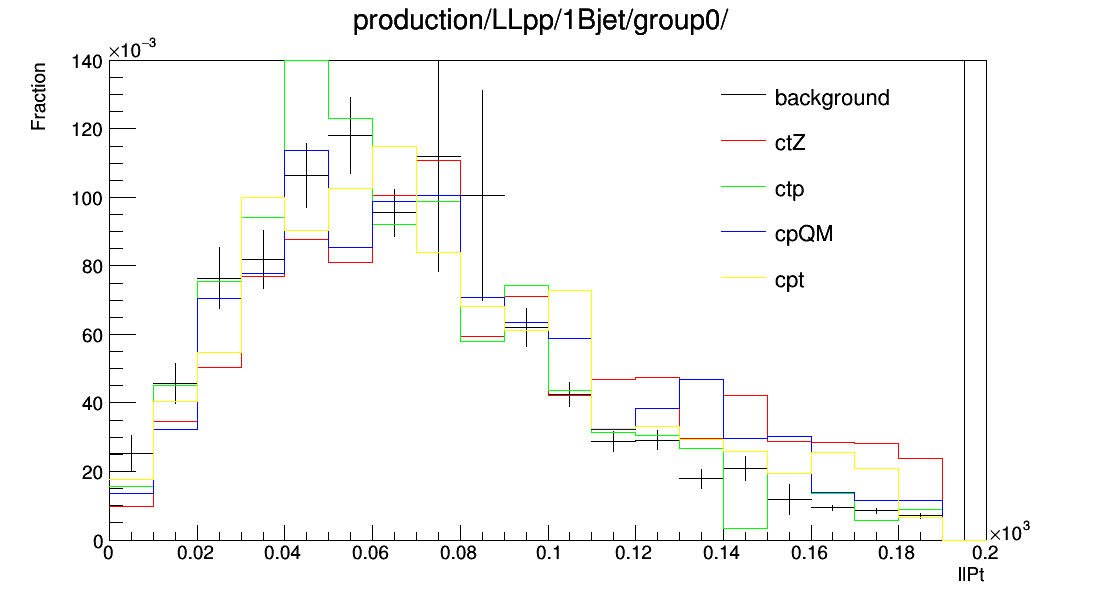 production/LLpp/1Bjet/group0/
×10⁻³
Fraction
140
120
100
80
60
40
20
0
background
ctZ
ctp
cpQM
cpt
0 0.02 0.04 0.06 0.08 0.1 0.12 0.14 0.16 0.18 0.2
×10³
llPt